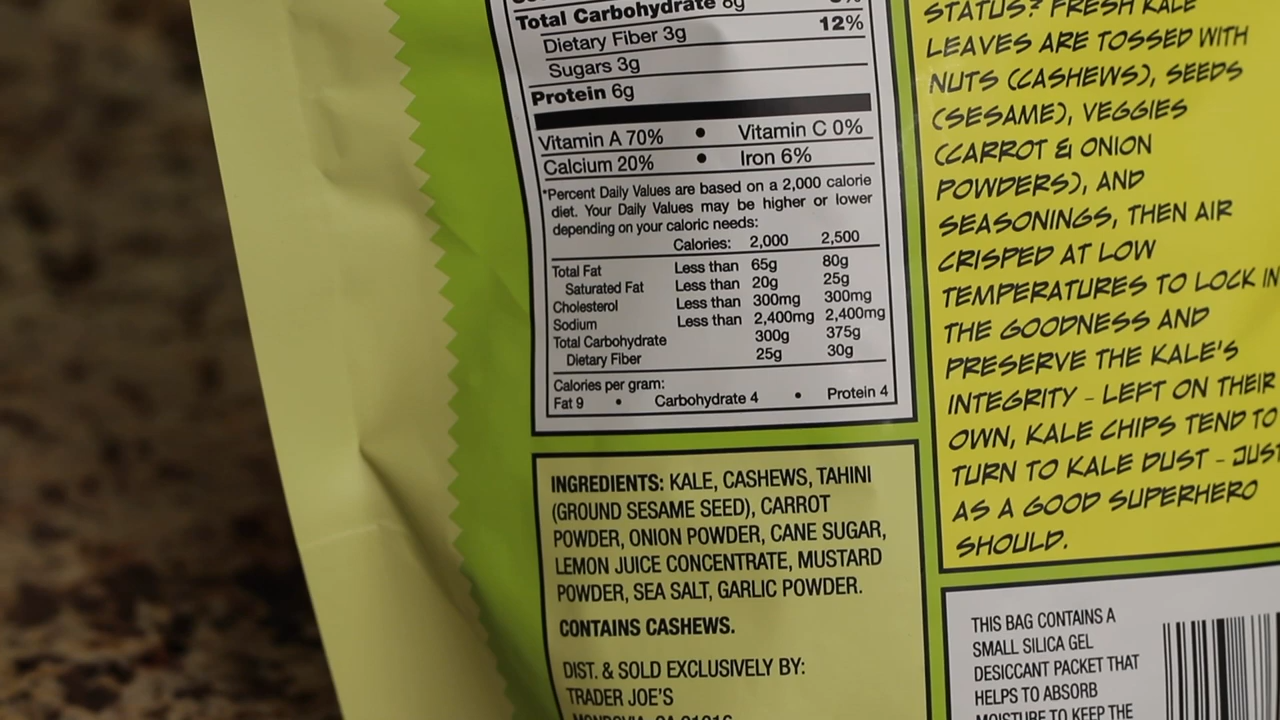 Total Carbohydrate 8g
Dietary Fiber 3g 12%
Sugars 3g
Protein 6g
Vitamin A 70% • Vitamin C 0%
Calcium 20% • Iron 6%
*Percent Daily Values are based on a 2,000 calorie
diet. Your Daily Values may be higher or lower
depending on your caloric needs:
Calories: 2,000 2,500
Total Fat Less than 65g 80g
Saturated Fat Less than 20g 25g
Cholesterol Less than 300mg 300mg
Sodium Less than 2,400mg 2,400mg
Total Carbohydrate 300g 375g
Dietary Fiber 25g 30g
Calories per gram:
Fat 9 • Carbohydrate 4 • Protein 4
INGREDIENTS: KALE, CASHEWS, TAHINI
(GROUND SESAME SEED), CARROT
POWDER, ONION POWDER, CANE SUGAR,
LEMON JUICE CONCENTRATE, MUSTARD
POWDER, SEA SALT, GARLIC POWDER.
CONTAINS CASHEWS.
DIST. & SOLD EXCLUSIVELY BY:
TRADER JOE'S
MONROVIA, CA 91016
STATUS? FRESH KALE
LEAVES ARE TOSSED WITH
NUTS (CASHEWS), SEEDS
(SESAME), VEGGIES
(CARROT & ONION
POWDERS), AND
SEASONINGS, THEN AIR
CRISPED AT LOW
TEMPERATURES TO LOCK IN
THE GOODNESS AND
PRESERVE THE KALE'S
INTEGRITY - LEFT ON THEIR
OWN, KALE CHIPS TEND TO
TURN TO KALE DUST - JUST
AS A GOOD SUPERHERO
SHOULD.
THIS BAG CONTAINS A
SMALL SILICA GEL
DESICCANT PACKET THAT
HELPS TO ABSORB
MOISTURE TO KEEP THE